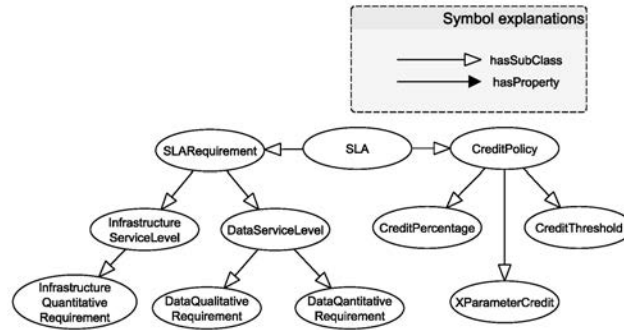 Symbol explanations
hasSubClass
hasProperty
SLARequirement
SLA
CreditPolicy
Infrastructure
ServiceLevel
DataServiceLevel
CreditPercentage
CreditThreshold
Infrastructure
Quantitative
Requirement
DataQualitative
Requirement
DataQantitative
Requirement
XParameterCredit